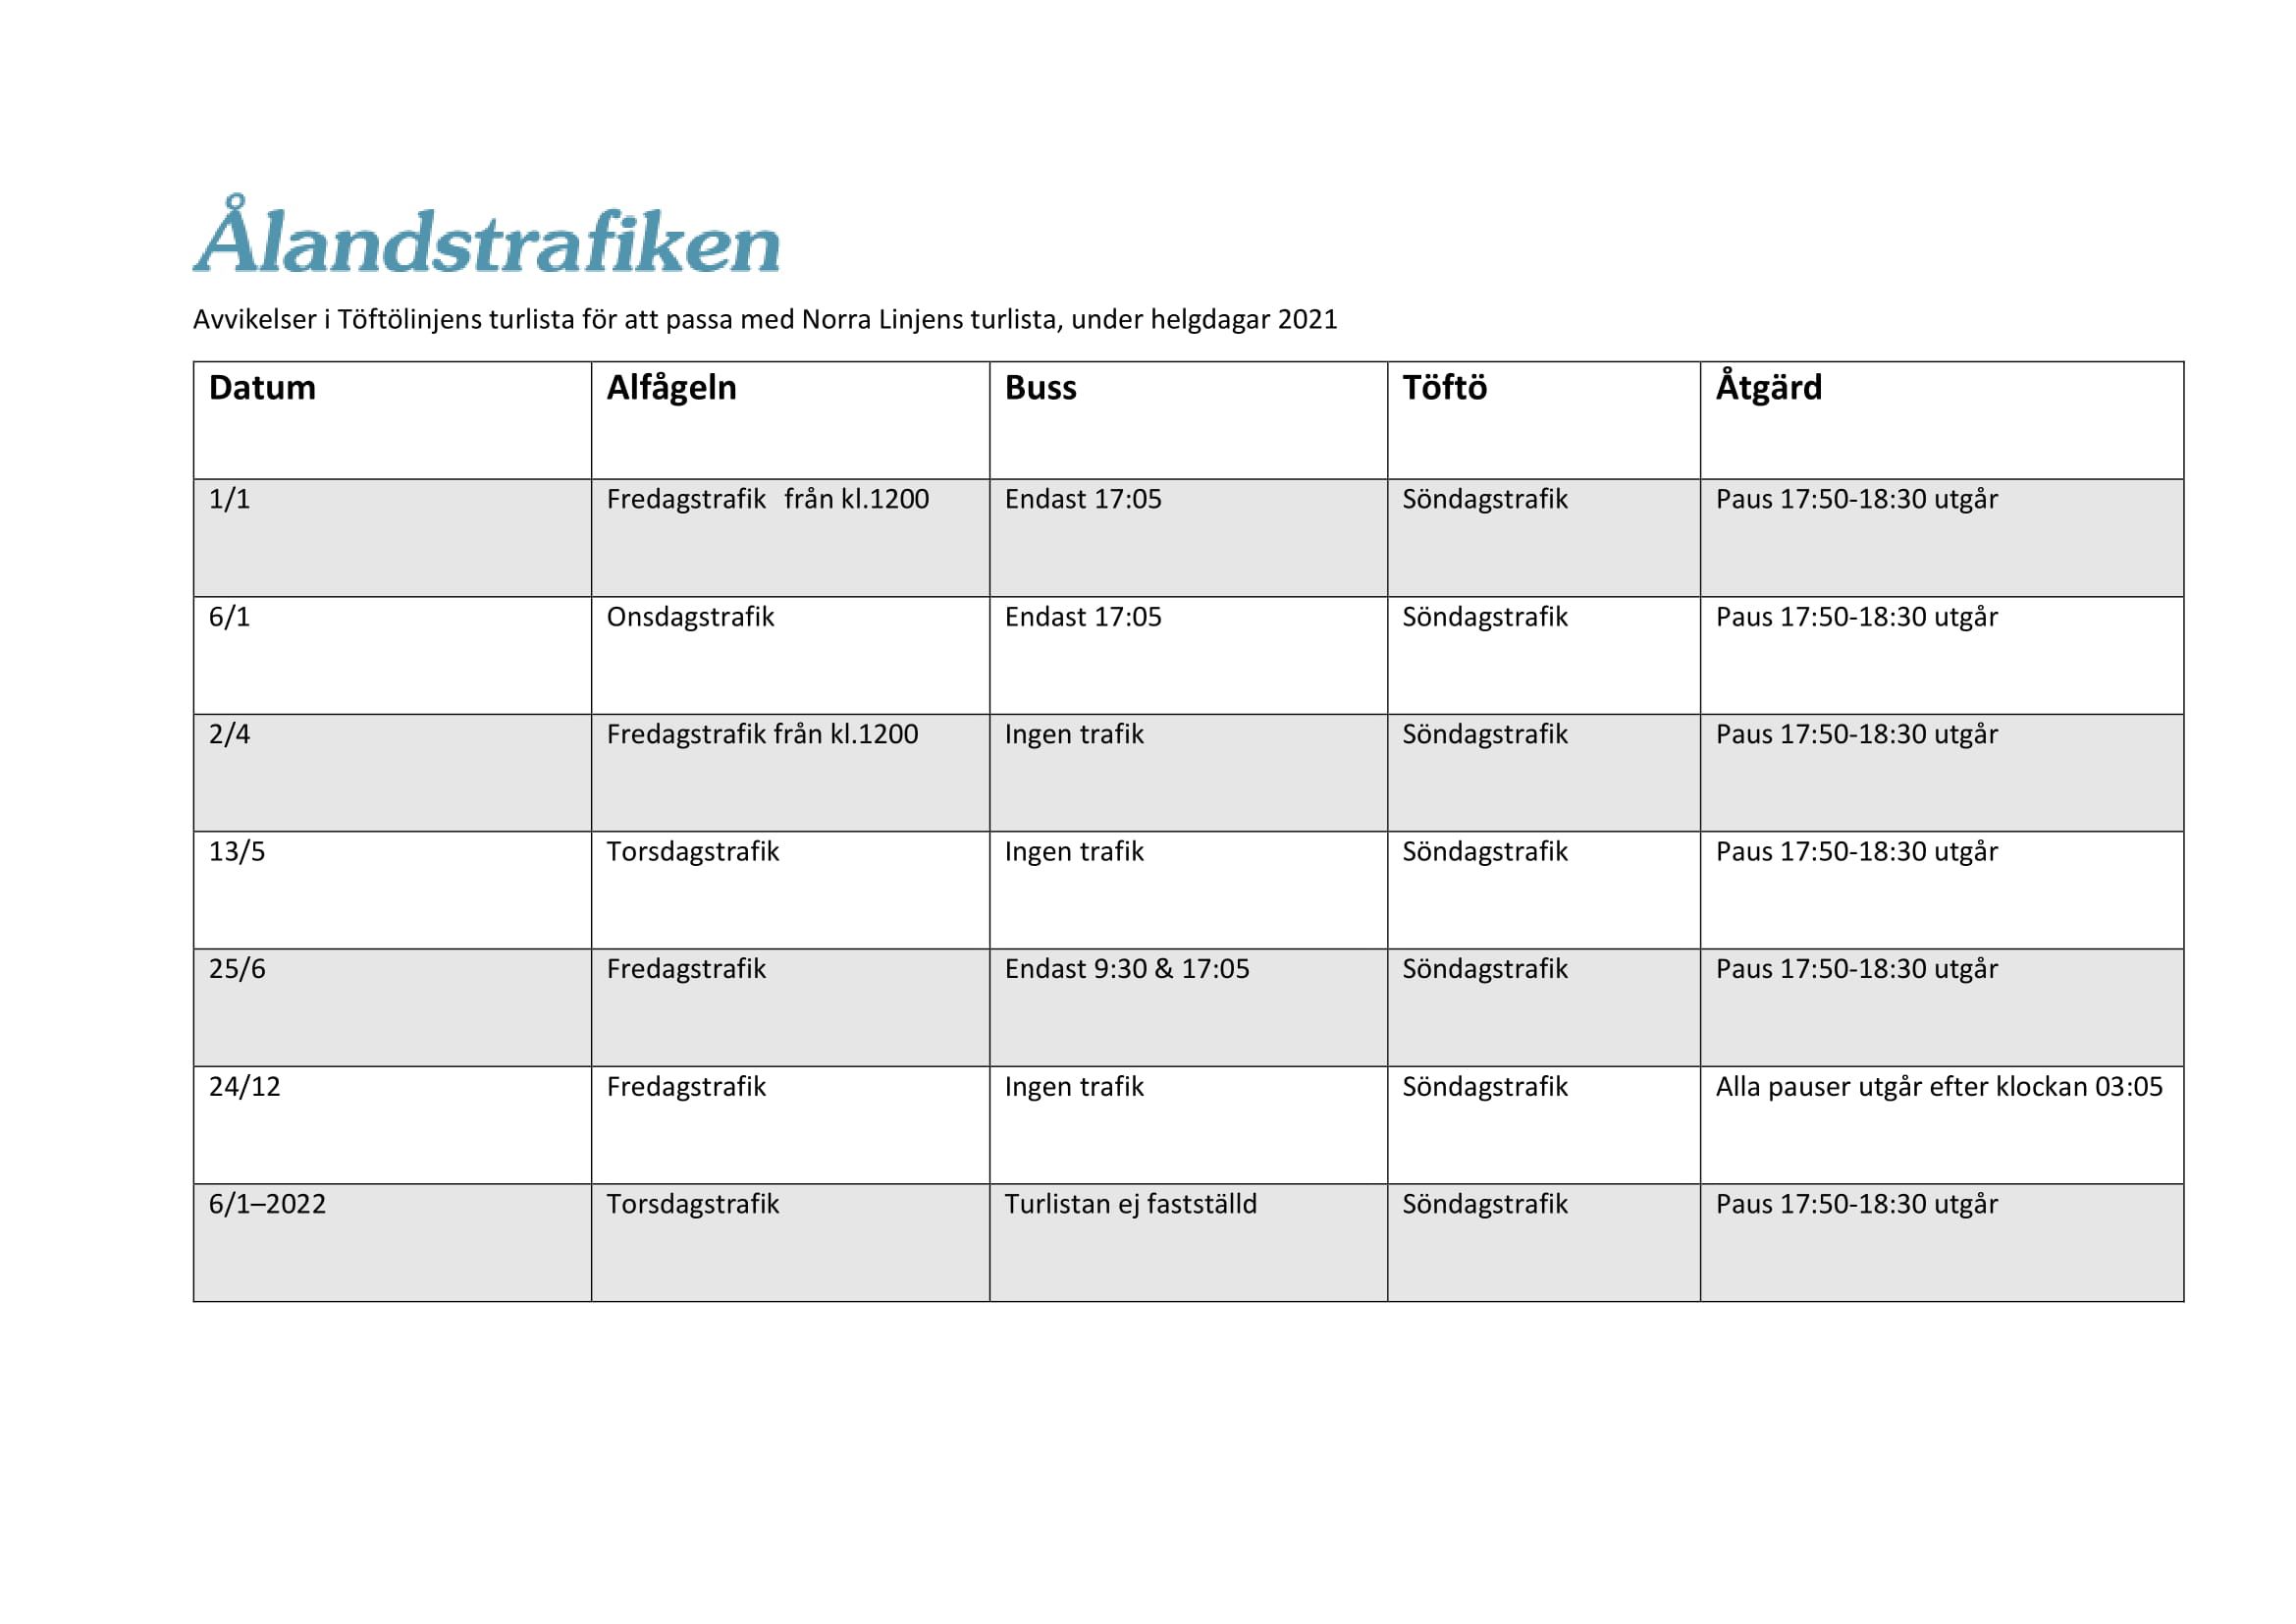 Ålandstrafiken
Avvikelser i Töftölinjens turlista för att passa med Norra Linjens turlista, under helgdagar 2021
Datum Alfågeln Buss Töftö Åtgärd
1/1 Fredagstrafik från kl.1200 Endast 17:05 Söndagstrafik Paus 17:50-18:30 utgår
6/1 Onsdagstrafik Endast 17:05 Söndagstrafik Paus 17:50-18:30 utgår
2/4 Fredagstrafik från kl.1200 Ingen trafik Söndagstrafik Paus 17:50-18:30 utgår
13/5 Torsdagstrafik Ingen trafik Söndagstrafik Paus 17:50-18:30 utgår
25/6 Fredagstrafik Endast 9:30 & 17:05 Söndagstrafik Paus 17:50-18:30 utgår
24/12 Fredagstrafik Ingen trafik Söndagstrafik Alla pauser utgår efter klockan 03:05
6/1–2022 Torsdagstrafik Turlistan ej fastställd Söndagstrafik Paus 17:50-18:30 utgår